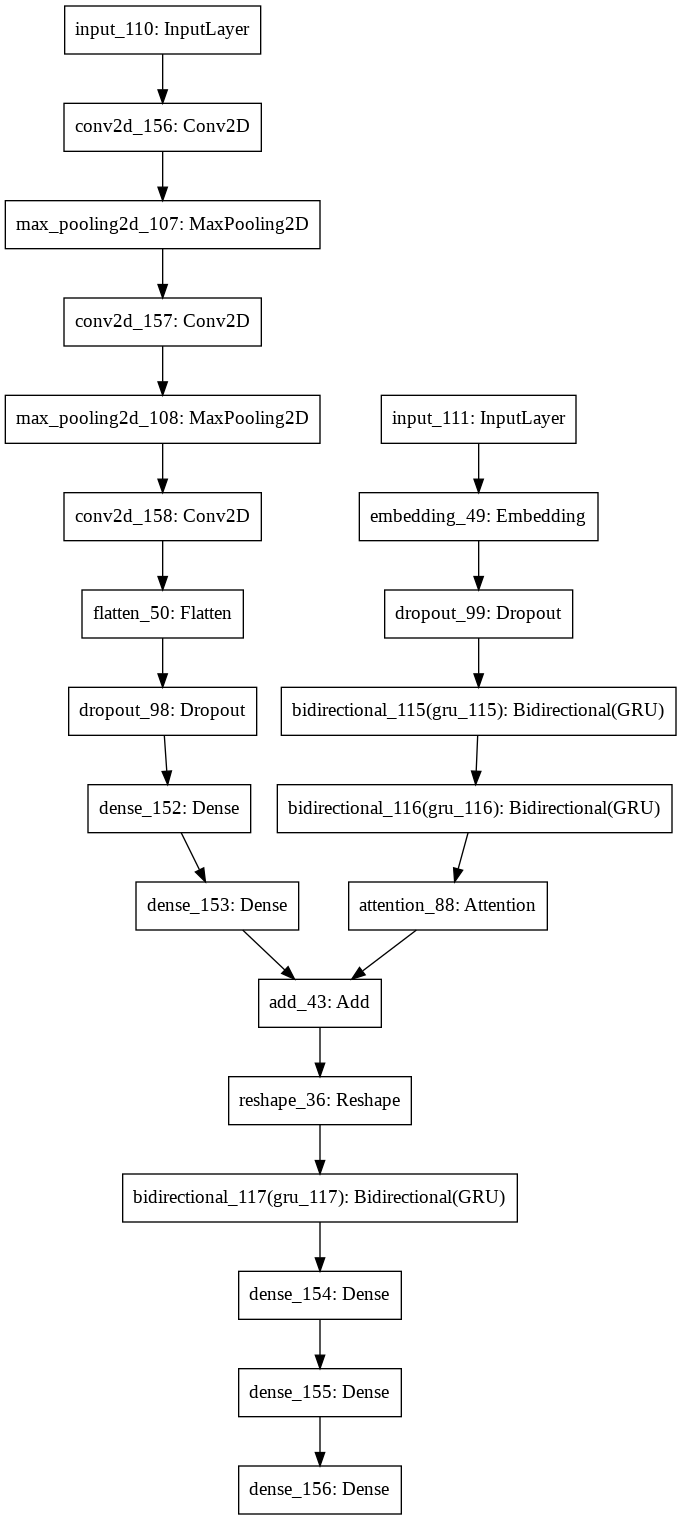 input_110: InputLayer
conv2d_156: Conv2D
max_pooling2d_107: MaxPooling2D
conv2d_157: Conv2D
max_pooling2d_108: MaxPooling2D
input_111: InputLayer
conv2d_158: Conv2D
embedding_49: Embedding
flatten_50: Flatten
dropout_99: Dropout
dropout_98: Dropout
bidirectional_115(gru_115): Bidirectional(GRU)
dense_152: Dense
bidirectional_116(gru_116): Bidirectional(GRU)
dense_153: Dense
attention_88: Attention
add_43: Add
reshape_36: Reshape
bidirectional_117(gru_117): Bidirectional(GRU)
dense_154: Dense
dense_155: Dense
dense_156: Dense